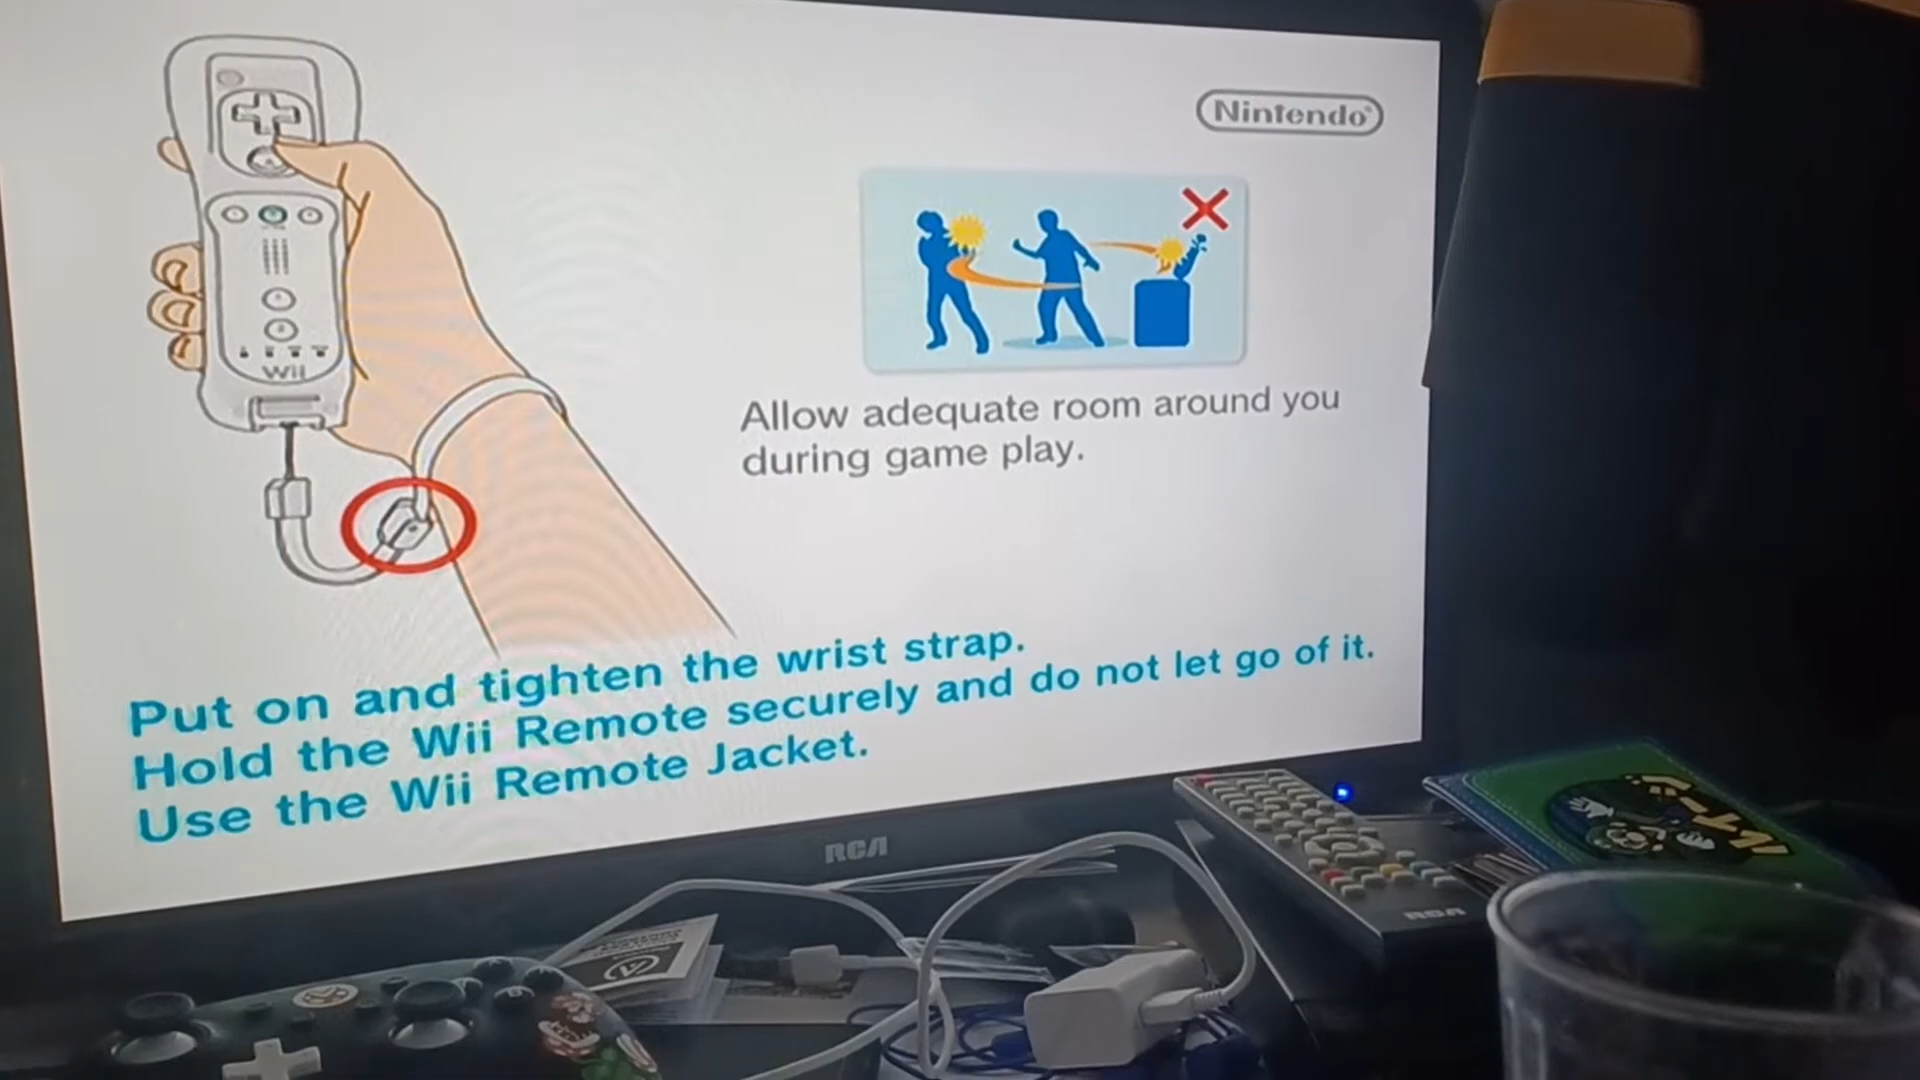 Nintendo®
Wii
Allow adequate room around you
during game play.
Put on and tighten the wrist strap.
Hold the Wii Remote securely and do not let go of it.
Use the Wii Remote Jacket.
RCA
RCA